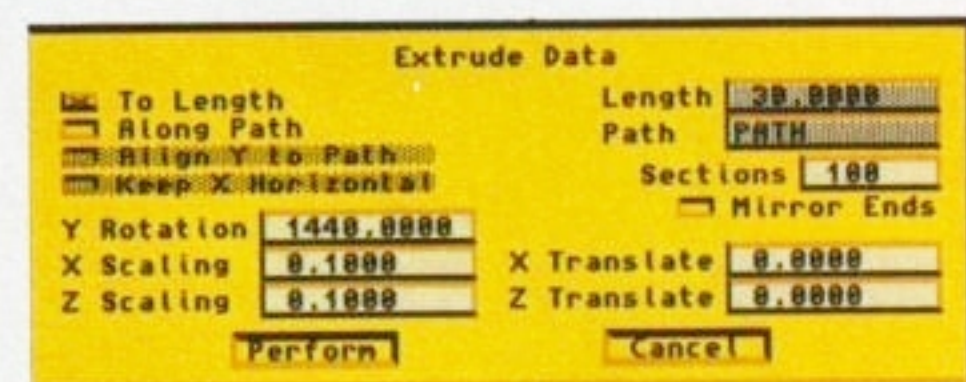 Extrude Data
To Length
Along Path
Align Y to Path
Keep X Horizontal
Length 30.0000
Path PATH
Sections 100
Mirror Ends
Y Rotation 1440.0000
X Scaling 0.1000
Z Scaling 0.1000
X Translate 0.0000
Z Translate 0.0000
Perform
Cancel